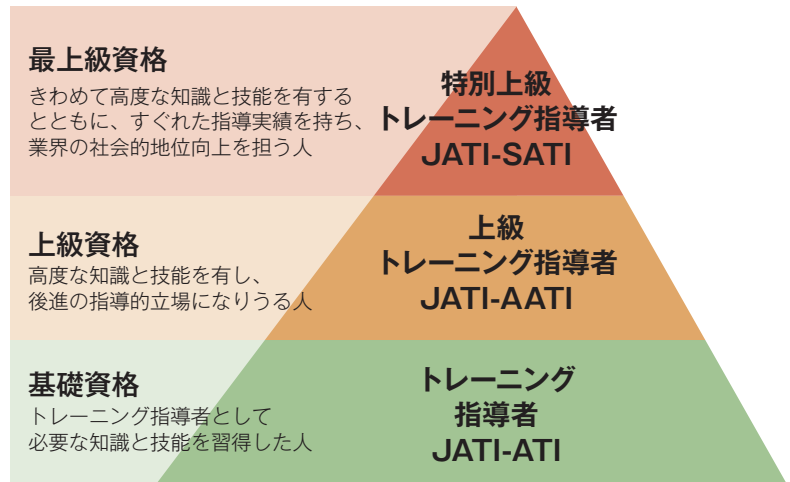 最上級資格
きわめて高度な知識と技能を有する
とともに、すぐれた指導実績を持ち、
業界の社会的地位向上を担う人
特別上級
トレーニング指導者
JATI-SATI
上級資格
高度な知識と技能を有し、
後進の指導的立場になりうる人
上級
トレーニング指導者
JATI-AATI
基礎資格
トレーニング指導者として
必要な知識と技能を習得した人
トレーニング
指導者
JATI-ATI